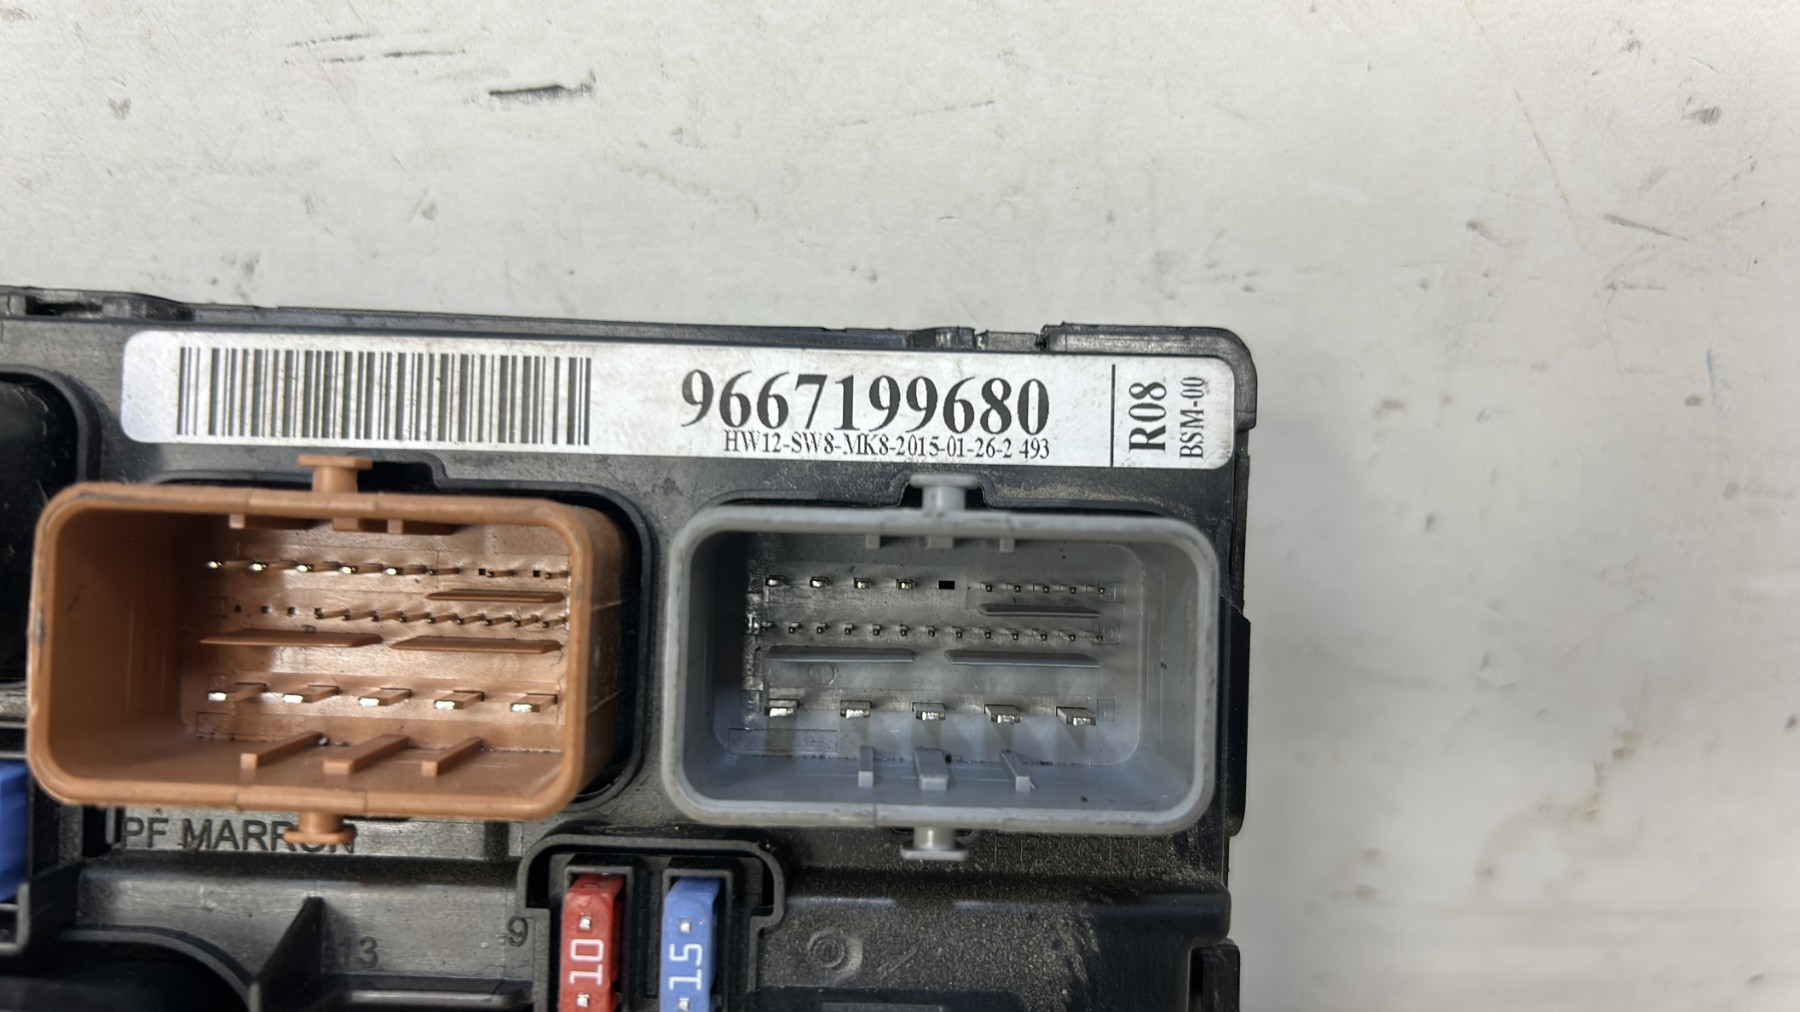 9667199680
HW12-SW8-MK8-2015-01-26-2 493
R08
BSM-00
PF MARRON
9
13
10
15